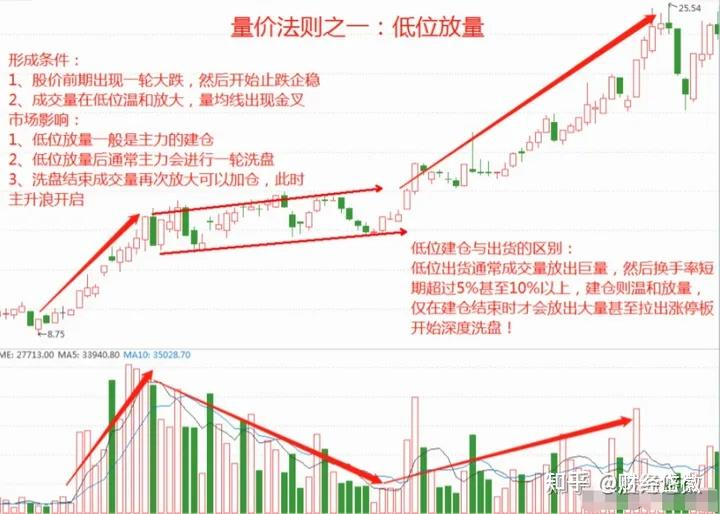 量价法则之一：低位放量
25.54
形成条件：
1、股价前期出现一轮大跌，然后开始止跌企稳
2、成交量在低位温和放大，量均线出现金叉
市场影响：
1、低位放量一般是主力的建仓
2、低位放量后通常主力会进行一轮洗盘
3、洗盘结束成交量再次放大可以加仓，此时
主升浪开启
低位建仓与出货的区别：
低位出货通常成交量放出巨量，然后换手率短
期超过5%甚至10%以上，建仓则温和放量，
仅在建仓结束时才会放出大量甚至拉出涨停板
开始深度洗盘！
8.75
ME: 27713.00 MA5: 33940.80 MA10: 35028.70
知乎 @财经